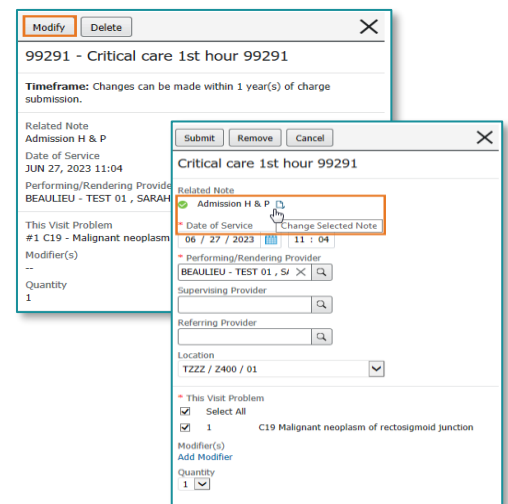 Modify Delete
99291 - Critical care 1st hour 99291
Timeframe: Changes can be made within 1 year(s) of charge
submission.
Related Note
Admission H & P
Date of Service
JUN 27, 2023 11:04
Performing/Rendering Provide
BEAULIEU - TEST 01 , SARAH
This Visit Problem
#1 C19 - Malignant neoplasm
Modifier(s)
--
Quantity
1
Submit Remove Cancel
Critical care 1st hour 99291
Related Note
Admission H & P
* Date of Service Change Selected Note
06 / 27 / 2023 11 : 04
* Performing/Rendering Provider
BEAULIEU - TEST 01 , SA
Supervising Provider
Referring Provider
Location
TZZZ / Z400 / 01
* This Visit Problem
Select All
1 C19 Malignant neoplasm of rectosigmoid junction
Modifier(s)
Add Modifier
Quantity
1